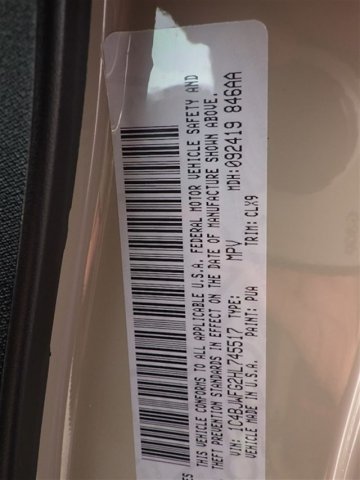 THIS VEHICLE CONFORMS TO ALL APPLICABLE U.S.A. FEDERAL MOTOR VEHICLE SAFETY AND
THEFT PREVENTION STANDARDS IN EFFECT ON THE DATE OF MANUFACTURE SHOWN ABOVE.
VIN: 1C4BJWFG2HL745517 TYPE: MPV MDH: 092419 846AA
VEHICLE MADE IN U.S.A. PAINT: PUA TRIM: CLX9